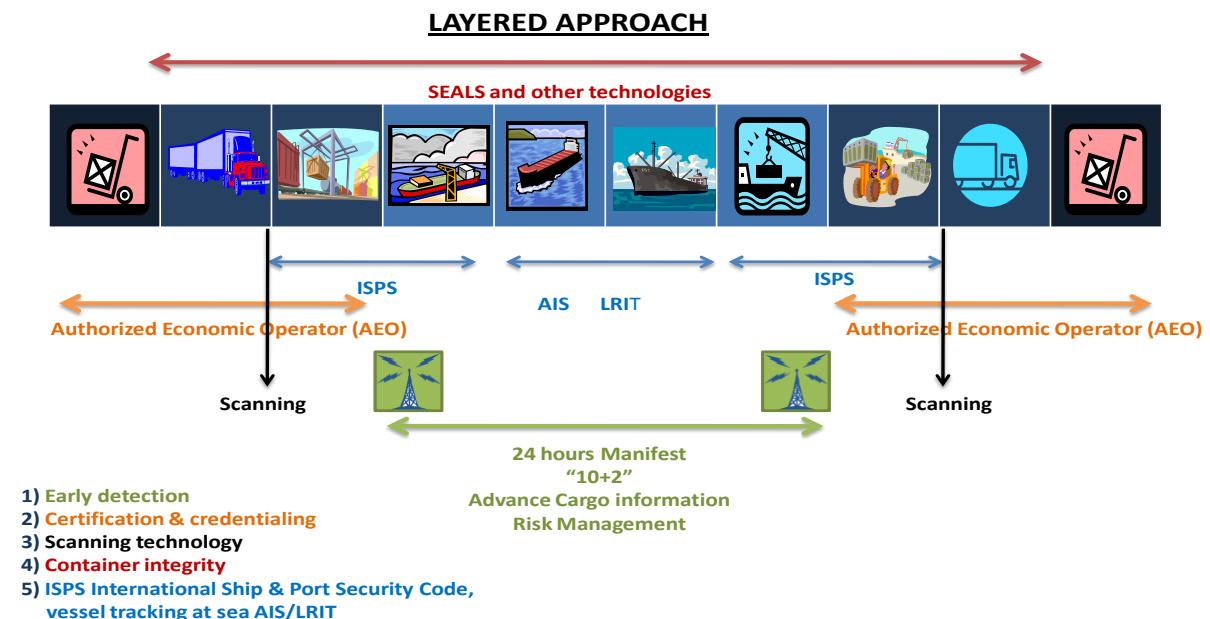 LAYERED APPROACH
SEALS and other technologies
ISPS
AIS LRIT
ISPS
Authorized Economic Operator (AEO)
Authorized Economic Operator (AEO)
Scanning
Scanning
24 hours Manifest
“10+2”
Advance Cargo information
Risk Management
1) Early detection
2) Certification & credentialing
3) Scanning technology
4) Container integrity
5) ISPS International Ship & Port Security Code,
vessel tracking at sea AIS/LRIT